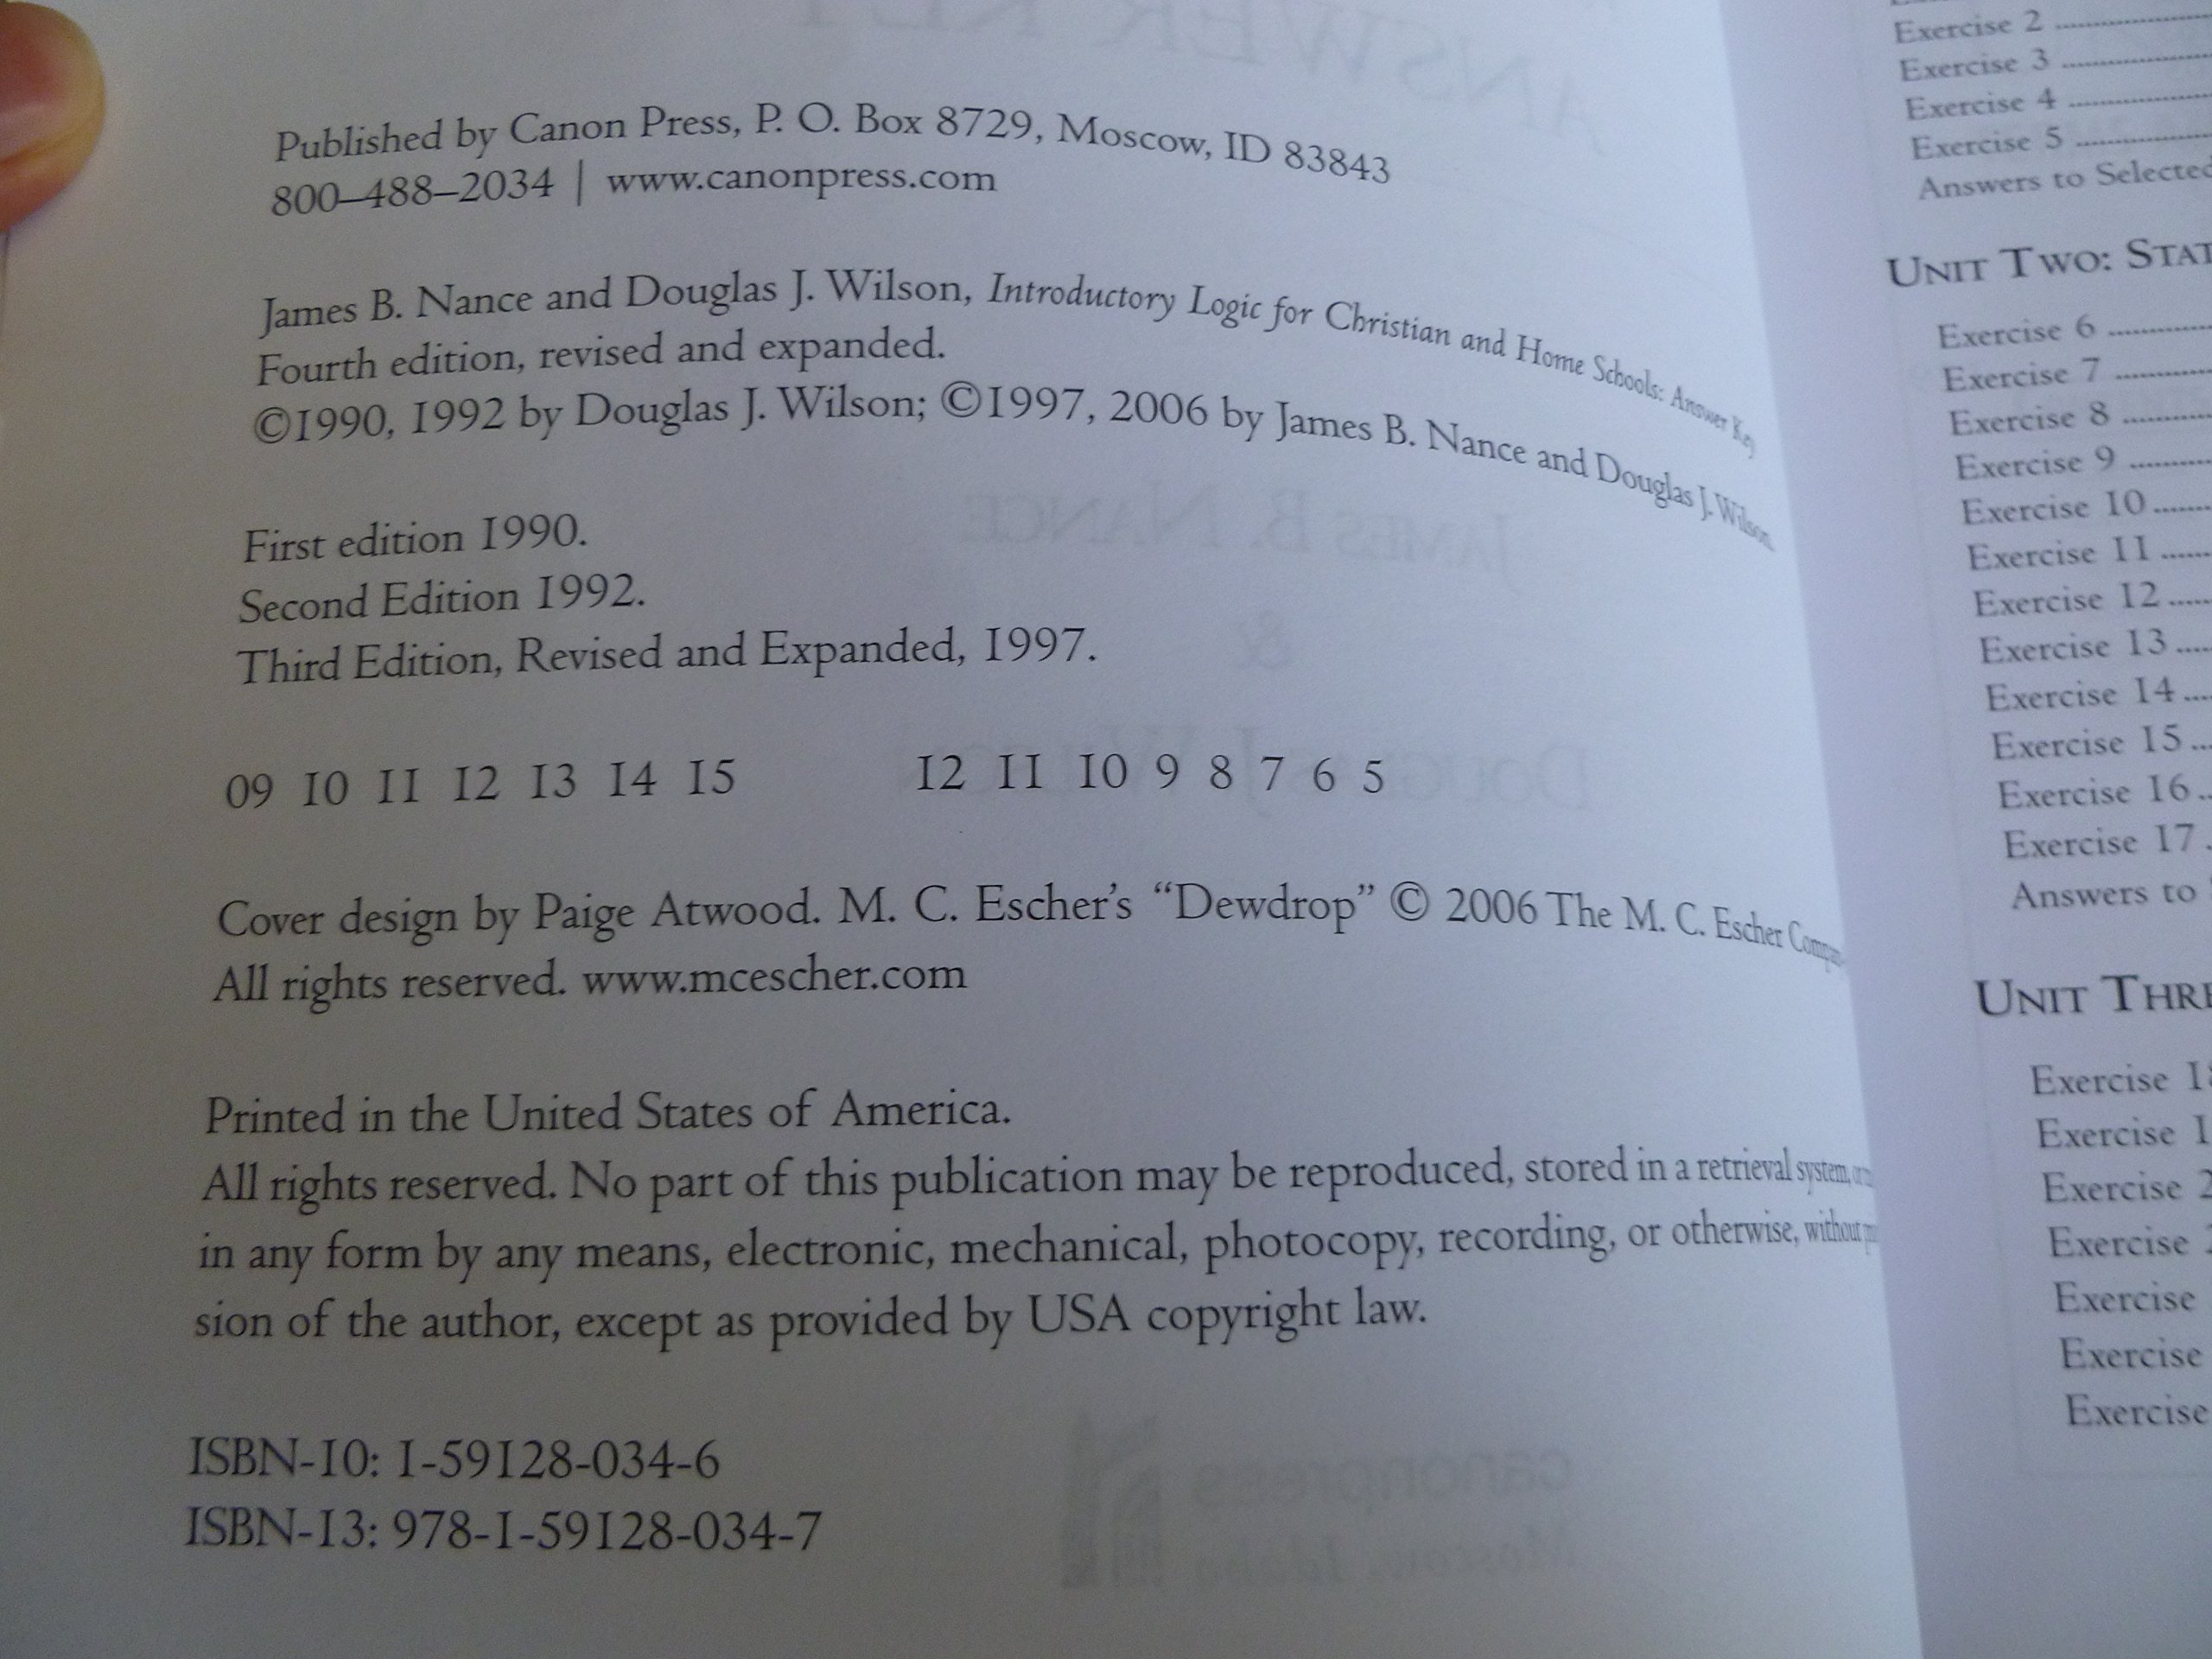 Published by Canon Press, P. O. Box 8729, Moscow, ID 83843
800–488–2034 | www.canonpress.com
James B. Nance and Douglas J. Wilson, Introductory Logic for Christian and Home Schools: Answer Key
Fourth edition, revised and expanded.
©1990, 1992 by Douglas J. Wilson; ©1997, 2006 by James B. Nance and Douglas J. Wilson.
First edition 1990.
Second Edition 1992.
Third Edition, Revised and Expanded, 1997.
09 10 11 12 13 14 15 12 11 10 9 8 7 6 5
Cover design by Paige Atwood. M. C. Escher's “Dewdrop” © 2006 The M. C. Escher
All rights reserved. www.mcescher.com
Printed in the United States of America.
All rights reserved. No part of this publication may be reproduced, stored in a retrieval system,
in any form by any means, electronic, mechanical, photocopy, recording, or otherwise, without
sion of the author, except as provided by USA copyright law.
ISBN-10: 1-59128-034-6
ISBN-13: 978-1-59128-034-7
Exercise 2
Exercise 3
Exercise 4
Exercise 5
Answers to Selected
UNIT TWO:
Exercise 6
Exercise 7
Exercise 8
Exercise 9
Exercise 10
Exercise 11
Exercise 12
Exercise 13
Exercise 14
Exercise 15
Exercise 16
Exercise 17
Answers to
UNIT
Exercise
Exercise
Exercise
Exercise
Exercise
Exercise
Exercise